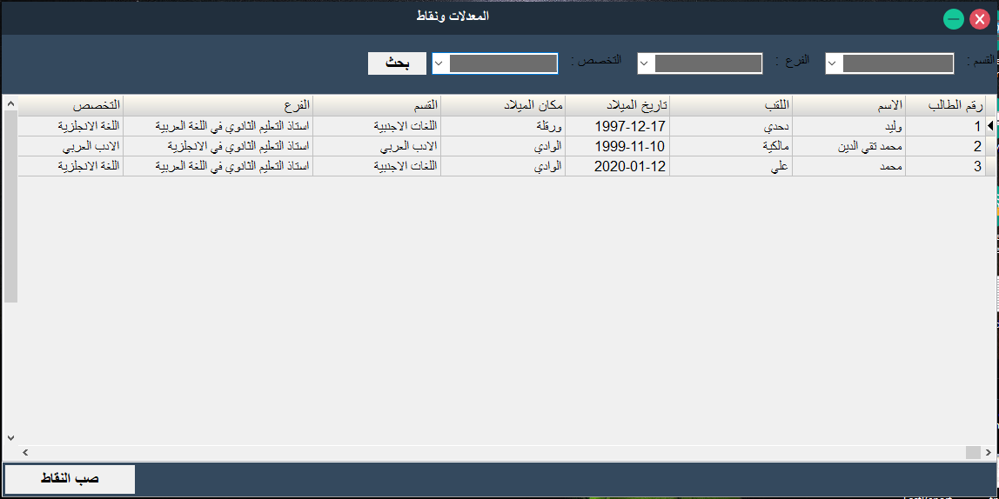 المعدلات ونقاط
القسم : الفرع : التخصص : بحث
رقم الطالب الاسم اللقب تاريخ الميلاد مكان الميلاد القسم الفرع التخصص
1 وليد دحدي 1997-12-17 ورقلة اللغات الاجنبية استاذ التعليم الثانوي في اللغة العربية اللغة الانجلزية
2 محمد تقي الدين مالكية 1999-11-10 الوادي الادب العربي استاذ التعليم الثانوي في الانجلزية الادب العربي
3 محمد علي 2020-01-12 الوادي اللغات الاجنبية استاذ التعليم الثانوي في اللغة العربية اللغة الانجلزية
صب النقاط